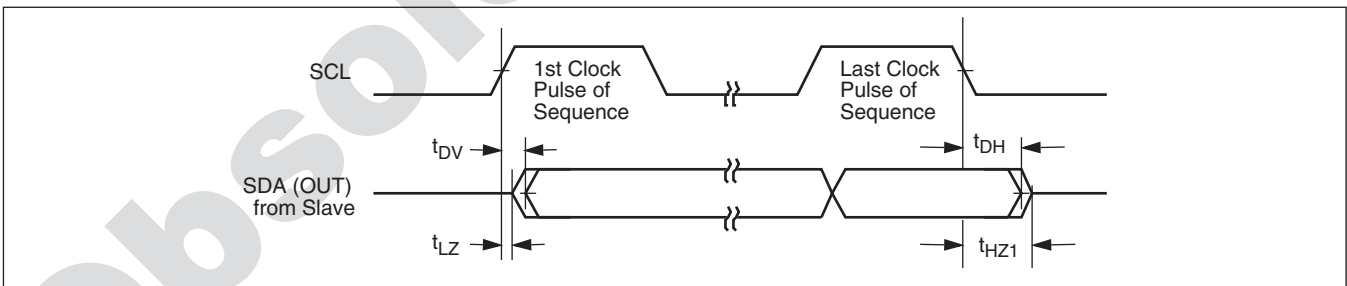 SCL
1st Clock
Pulse of
Sequence
Last Clock
Pulse of
Sequence
tDV
tDH
SDA (OUT)
from Slave
tLZ
tHZ1